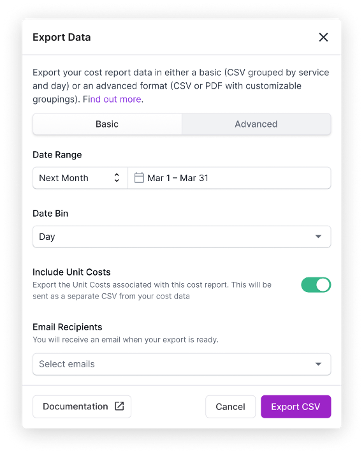 Export Data
Export your cost report data in either a basic (CSV grouped by service
and day) or an advanced format (CSV or PDF with customizable
groupings). Find out more.
Basic Advanced
Date Range
Next Month Mar 1 – Mar 31
Date Bin
Day
Include Unit Costs
Export the Unit Costs associated with this cost report. This will be
sent as a separate CSV from your cost data
Email Recipients
You will receive an email when your export is ready.
Select emails
Documentation Cancel Export CSV